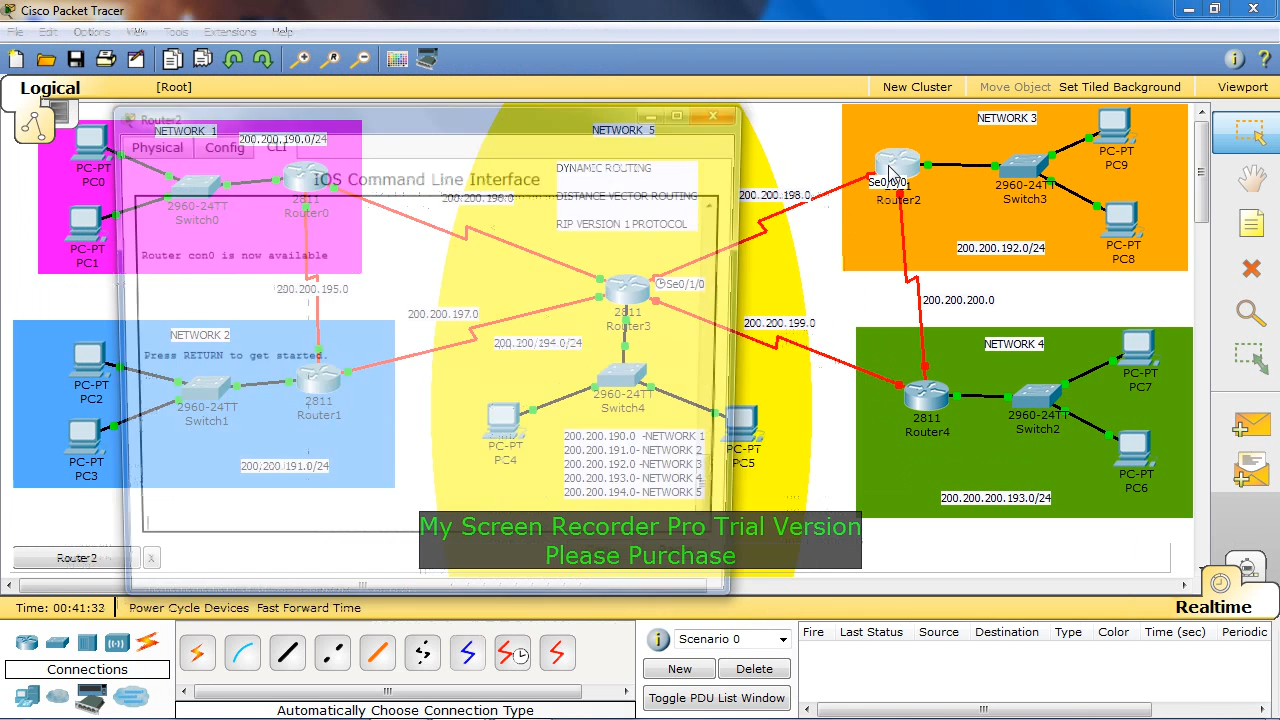 Cisco Packet Tracer
File Edit Options View Tools Extensions Help
Logical
[Root]
New Cluster
Move Object
Set Tiled Background
Viewport
Router2
Physical
Config
CLI
IOS Command Line Interface
Router con0 is now available
Press RETURN to get started.
NETWORK 1
200.200.190.0/24
PC-PT
PC0
2960-24TT
Switch0
2811
Router0
PC-PT
PC1
200.200.195.0
200.200.196.0
NETWORK 5
DYNAMIC ROUTING
DISTANCE VECTOR ROUTING
RIP VERSION 1 PROTOCOL
200.200.198.0
Se0/0/0
Router2
NETWORK 3
PC-PT
PC9
2960-24TT
Switch3
PC-PT
PC8
200.200.192.0/24
Se0/1/0
2811
Router3
200.200.197.0
200.200.199.0
200.200.200.0
200.200/194.0/24
NETWORK 2
PC-PT
PC2
2960-24TT
Switch1
2811
Router1
PC-PT
PC3
200.200.191.0/24
2960-24TT
Switch4
PC-PT
PC4
PC-PT
PC5
200.200.190.0 -NETWORK 1
200.200.191.0- NETWORK 2
200.200.192.0 -NETWORK 3
200.200.193.0- NETWORK 4
200.200.194.0- NETWORK 5
NETWORK 4
PC-PT
PC7
2811
Router4
2960-24TT
Switch2
PC-PT
PC6
200.200.200.193.0/24
My Screen Recorder Pro Trial Version
Please Purchase
Router2
X
Time: 00:41:32
Power Cycle Devices
Fast Forward Time
Realtime
Connections
Automatically Choose Connection Type
Scenario 0
New
Delete
Toggle PDU List Window
Fire
Last Status
Source
Destination
Type
Color
Time (sec)
Periodic